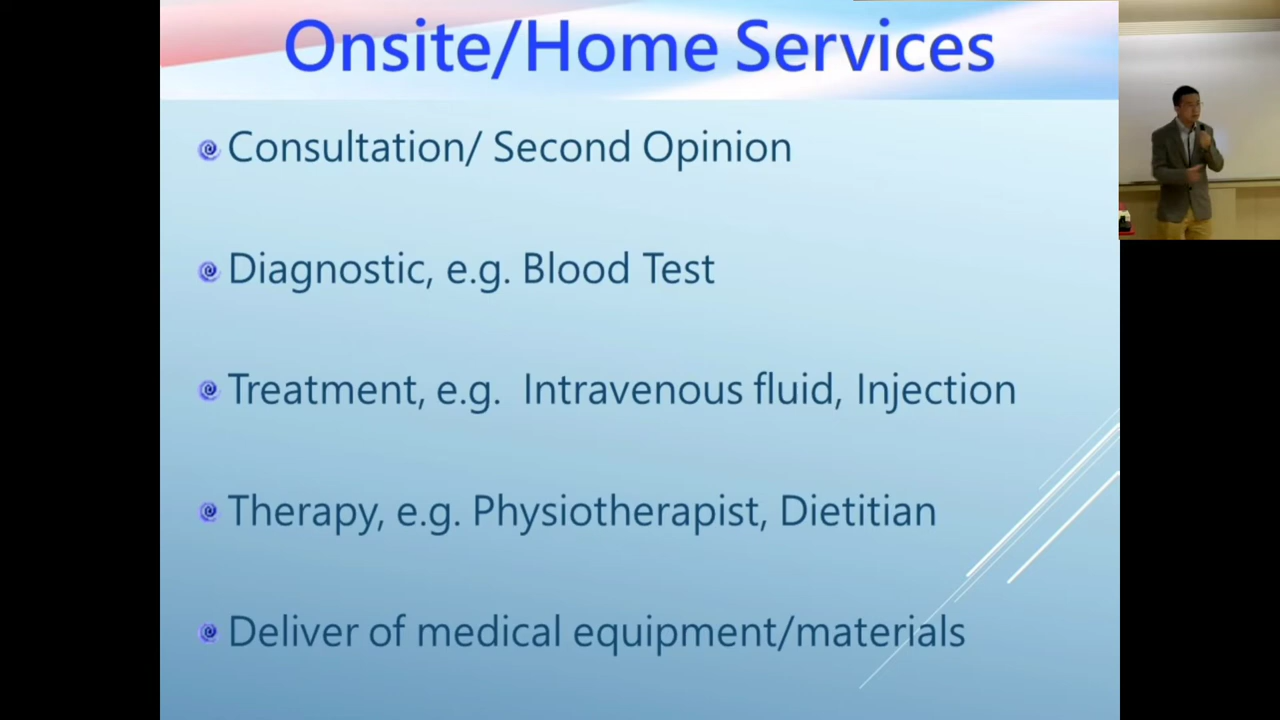 Onsite/Home Services
Consultation/ Second Opinion
Diagnostic, e.g. Blood Test
Treatment, e.g.  Intravenous fluid, Injection
Therapy, e.g. Physiotherapist, Dietitian
Deliver of medical equipment/materials